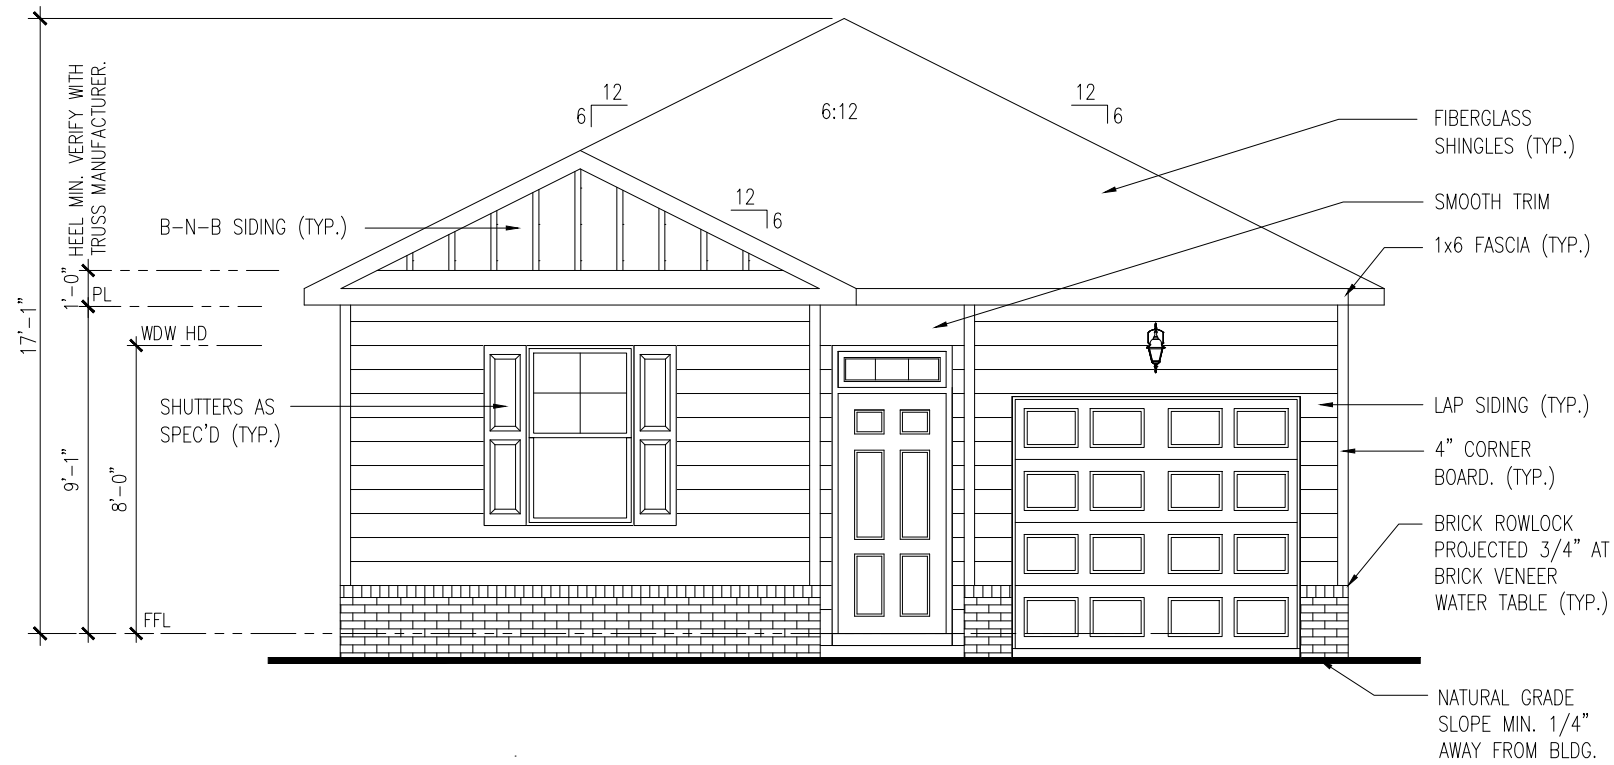 17'-1"
HEEL MIN. VERIFY WITH
TRUSS MANUFACTURER.
1'-0"
PL
9'-1"
8'-0"
WDW HD
FFL
B-N-B SIDING (TYP.)
SHUTTERS AS
SPEC'D (TYP.)
12
6
6:12
12
6
12
6
FIBERGLASS
SHINGLES (TYP.)
SMOOTH TRIM
1x6 FASCIA (TYP.)
LAP SIDING (TYP.)
4" CORNER
BOARD. (TYP.)
BRICK ROWLOCK
PROJECTED 3/4" AT
BRICK VENEER
WATER TABLE (TYP.)
NATURAL GRADE
SLOPE MIN. 1/4"
AWAY FROM BLDG.